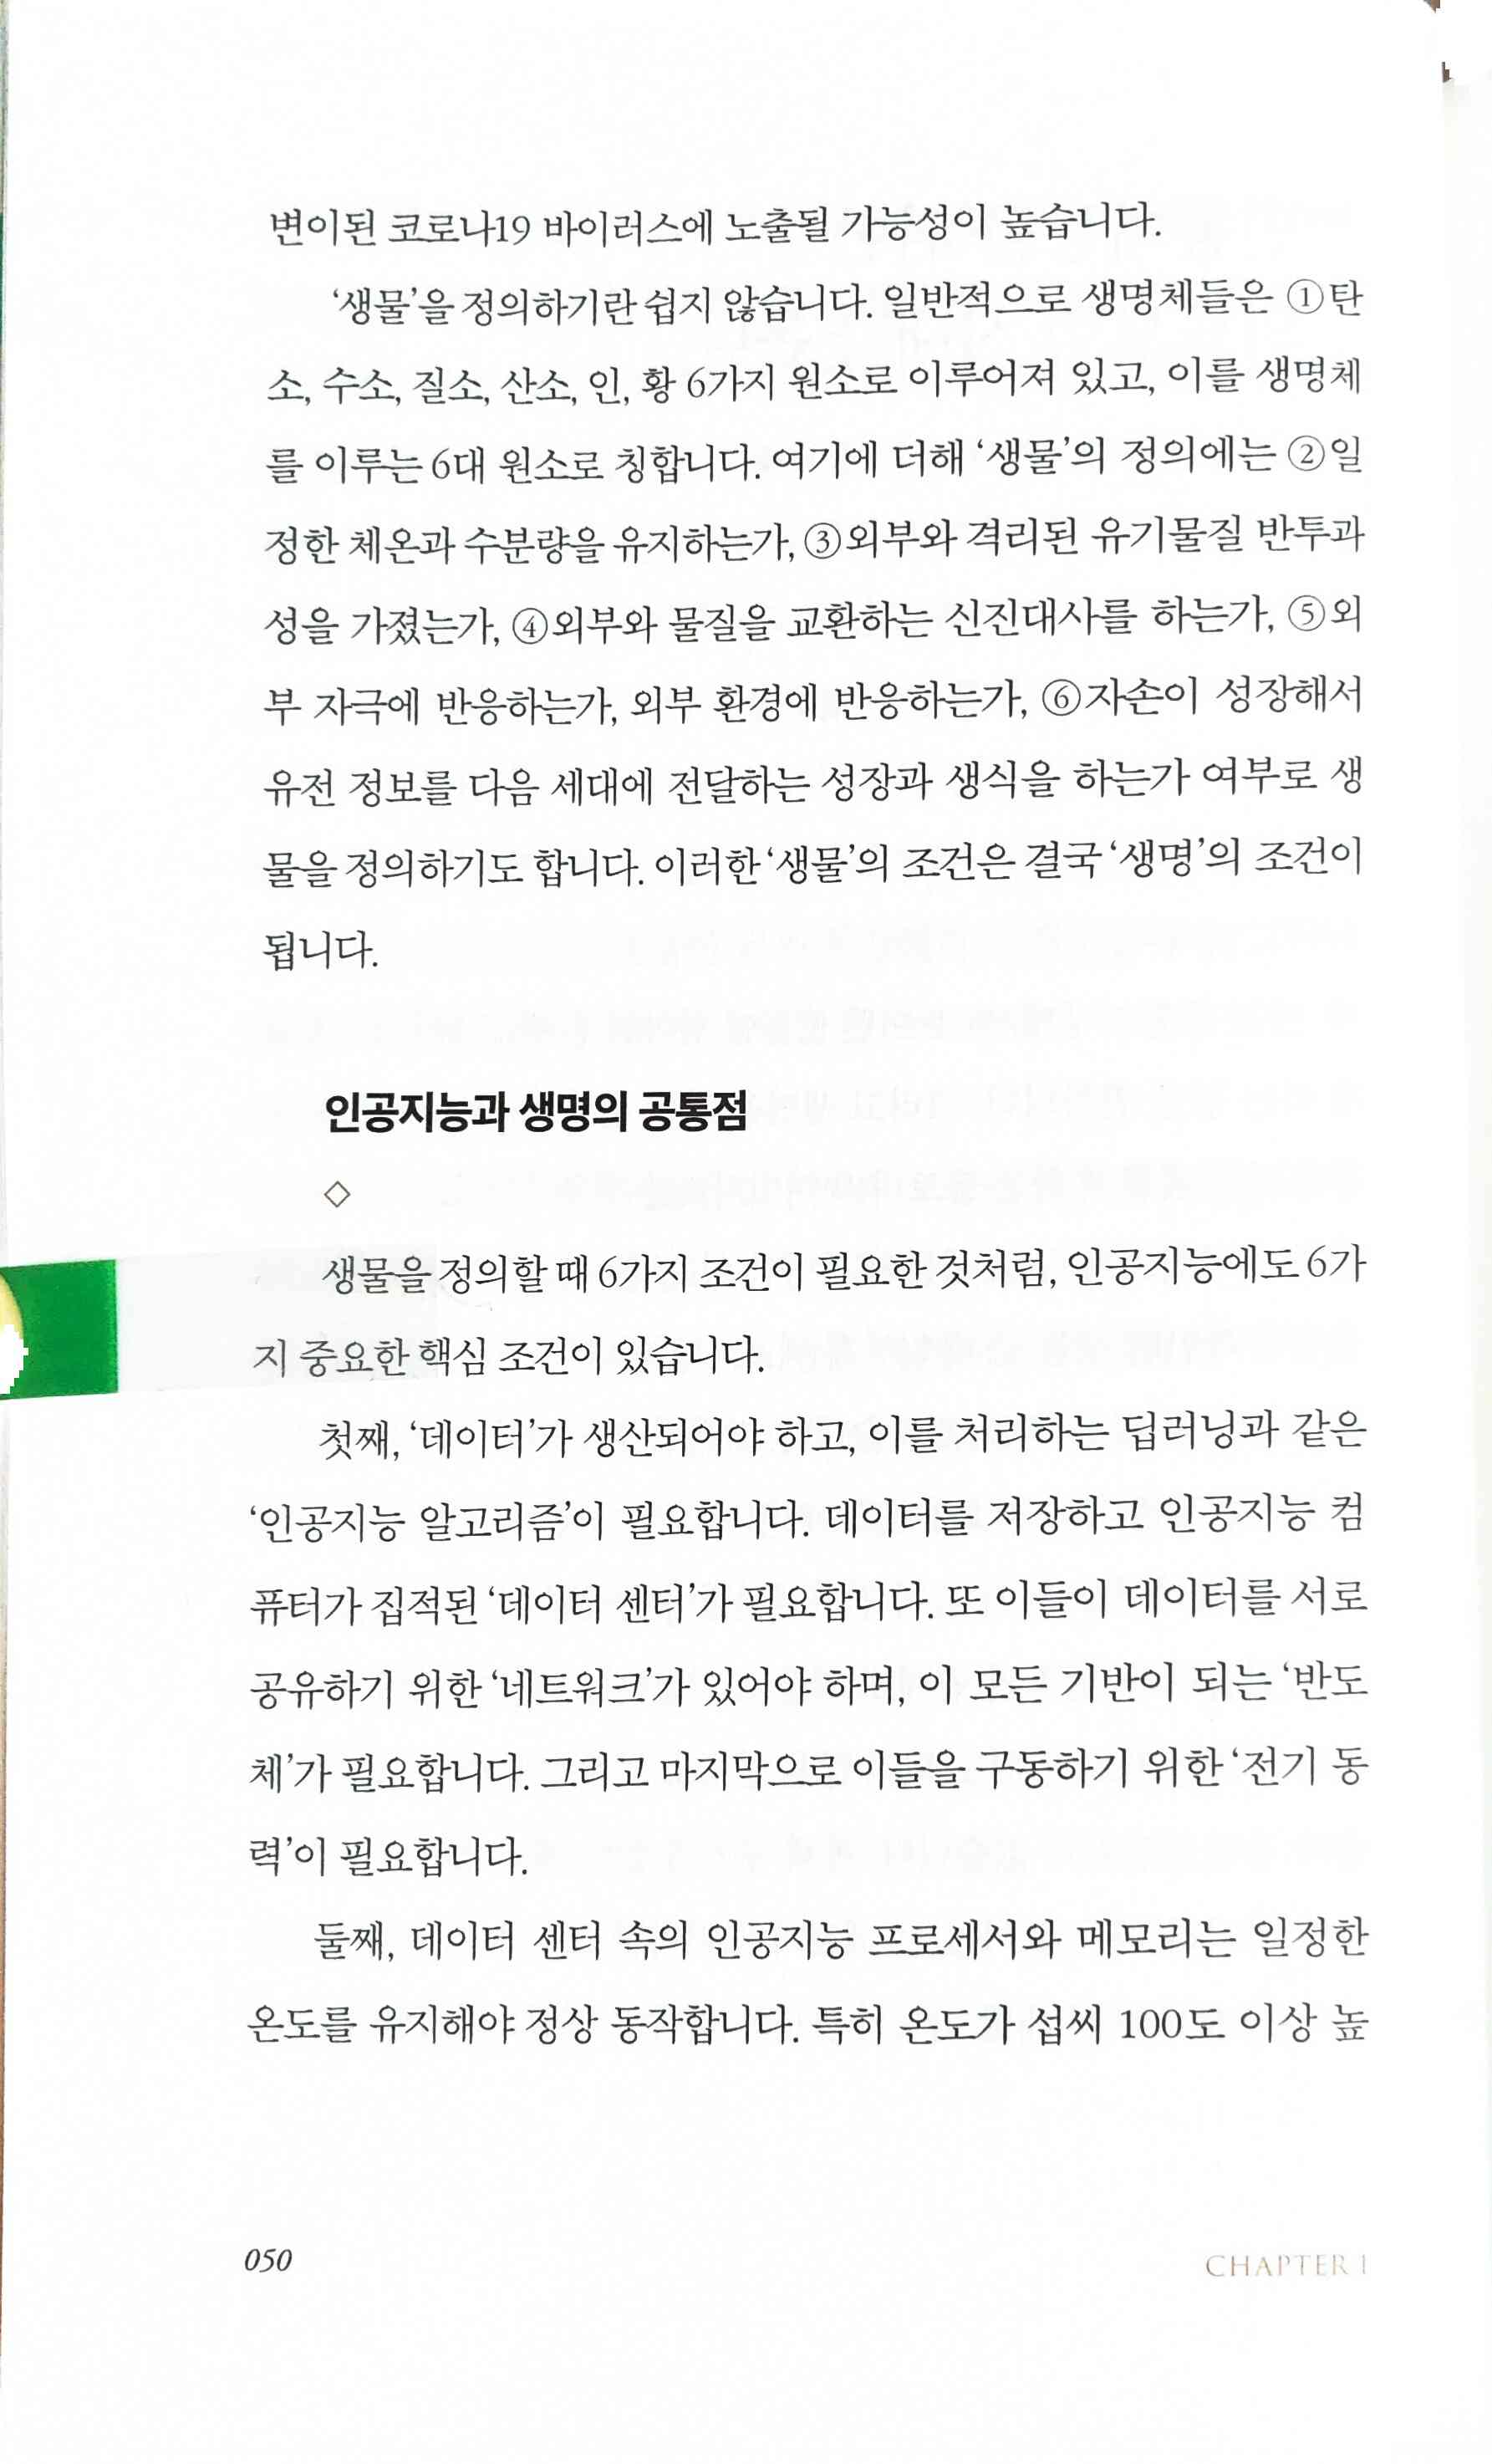 변이된 코로나19 바이러스에 노출될 가능성이 높습니다.
‘생물’을 정의하기란 쉽지 않습니다. 일반적으로 생명체들은 ①탄
소, 수소, 질소, 산소, 인, 황 6가지 원소로 이루어져 있고, 이를 생명체
를 이루는 6대 원소로 칭합니다. 여기에 더해 ‘생물’의 정의에는 ②일
정한 체온과 수분량을 유지하는가, ③외부와 격리된 유기물질 반투과
성을 가졌는가, ④외부와 물질을 교환하는 신진대사를 하는가, ⑤외
부 자극에 반응하는가, 외부 환경에 반응하는가, ⑥자손이 성장해서
유전 정보를 다음 세대에 전달하는 성장과 생식을 하는가 여부로 생
물을 정의하기도 합니다. 이러한 ‘생물’의 조건은 결국 ‘생명’의 조건이
됩니다.
인공지능과 생명의 공통점
◇
생물을 정의할 때 6가지 조건이 필요한 것처럼, 인공지능에도 6가
지 중요한 핵심 조건이 있습니다.
첫째, ‘데이터’가 생산되어야 하고, 이를 처리하는 딥러닝과 같은
‘인공지능 알고리즘’이 필요합니다. 데이터를 저장하고 인공지능 컴
퓨터가 집적된 ‘데이터 센터’가 필요합니다. 또 이들이 데이터를 서로
공유하기 위한 ‘네트워크’가 있어야 하며, 이 모든 기반이 되는 ‘반도
체’가 필요합니다. 그리고 마지막으로 이들을 구동하기 위한 ‘전기 동
력’이 필요합니다.
둘째, 데이터 센터 속의 인공지능 프로세서와 메모리는 일정한
온도를 유지해야 정상 동작합니다. 특히 온도가 섭씨 100도 이상 높
050
CHAPTER I